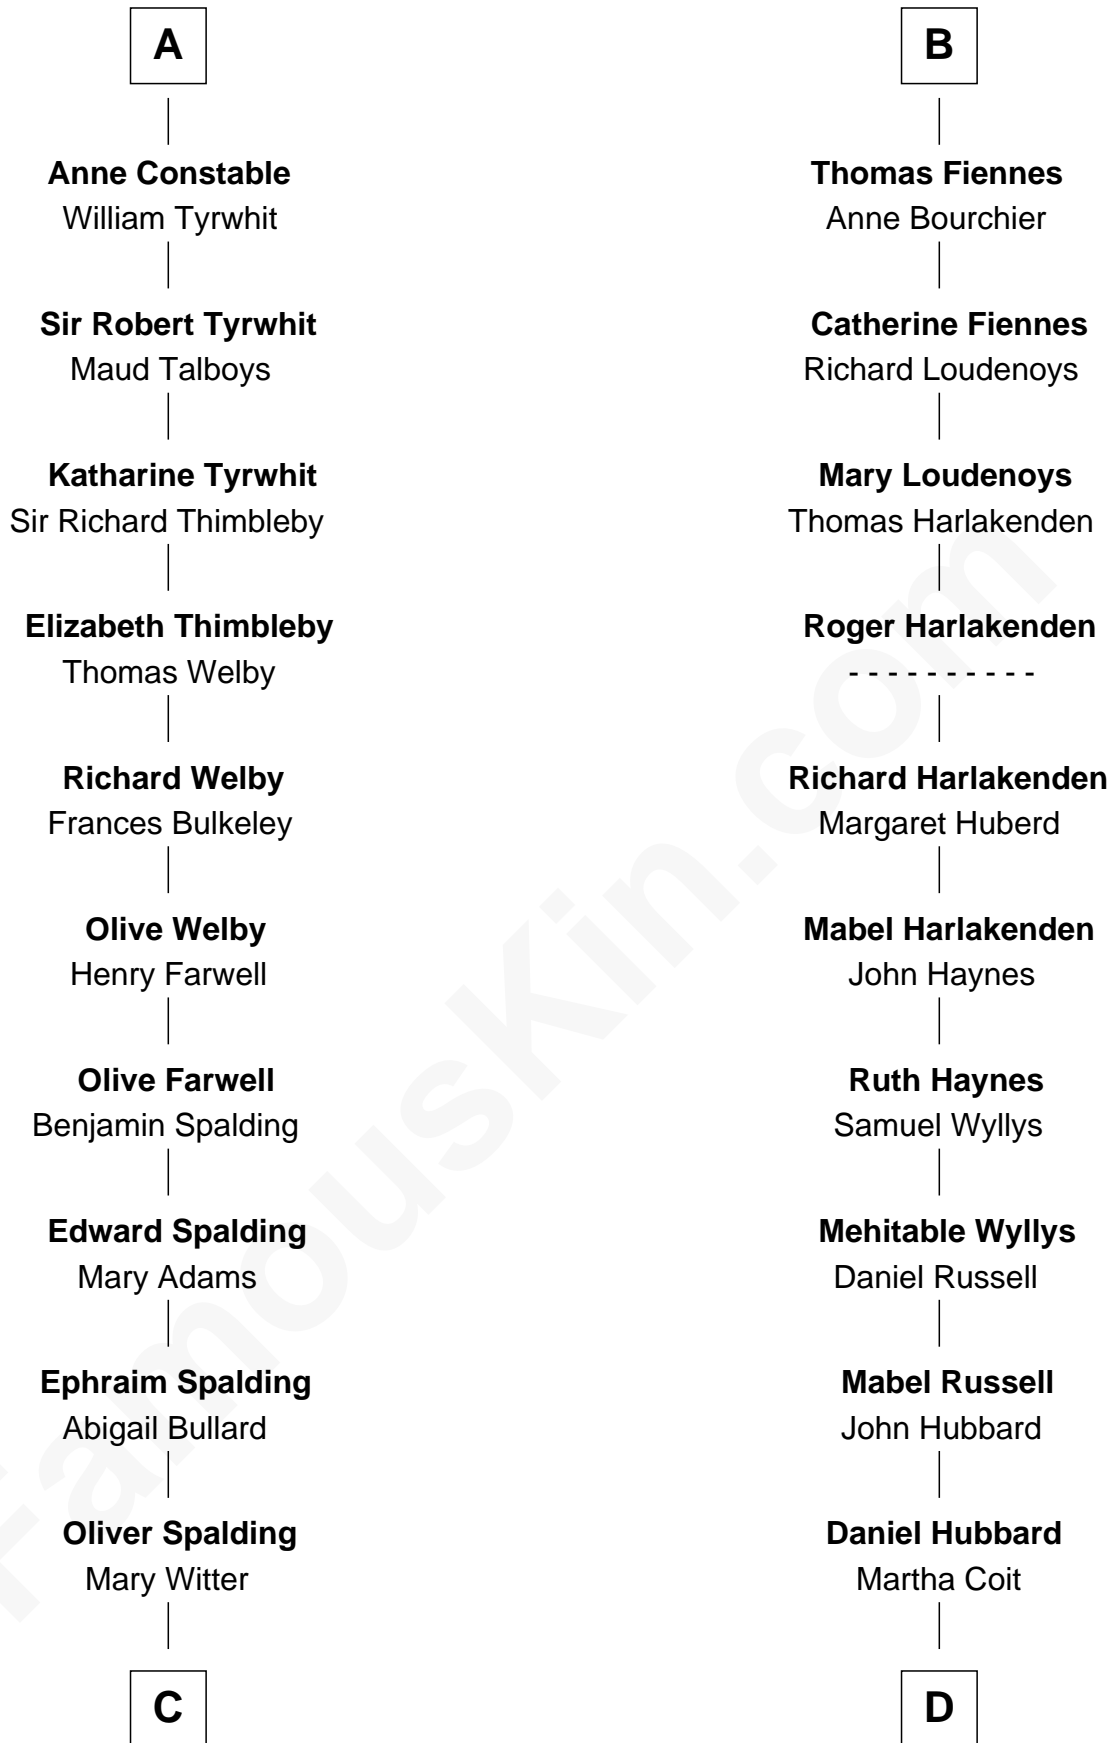 A
Anne Constable
William Tyrwhit
Sir Robert Tyrwhit
Maud Talboys
Katharine Tyrwhit
Sir Richard Thimbleby
Elizabeth Thimbleby
Thomas Welby
Richard Welby
Frances Bulkeley
Olive Welby
Henry Farwell
Olive Farwell
Benjamin Spalding
Edward Spalding
Mary Adams
Ephraim Spalding
Abigail Bullard
Oliver Spalding
Mary Witter
C
B
Thomas Fiennes
Anne Bourchier
Catherine Fiennes
Richard Loudenoys
Mary Loudenoys
Thomas Harlakenden
Roger Harlakenden
- - - - - - - - - -
Richard Harlakenden
Margaret Huberd
Mabel Harlakenden
John Haynes
Ruth Haynes
Samuel Wyllys
Mehitable Wyllys
Daniel Russell
Mabel Russell
John Hubbard
Daniel Hubbard
Martha Coit
D
FamousKin.com